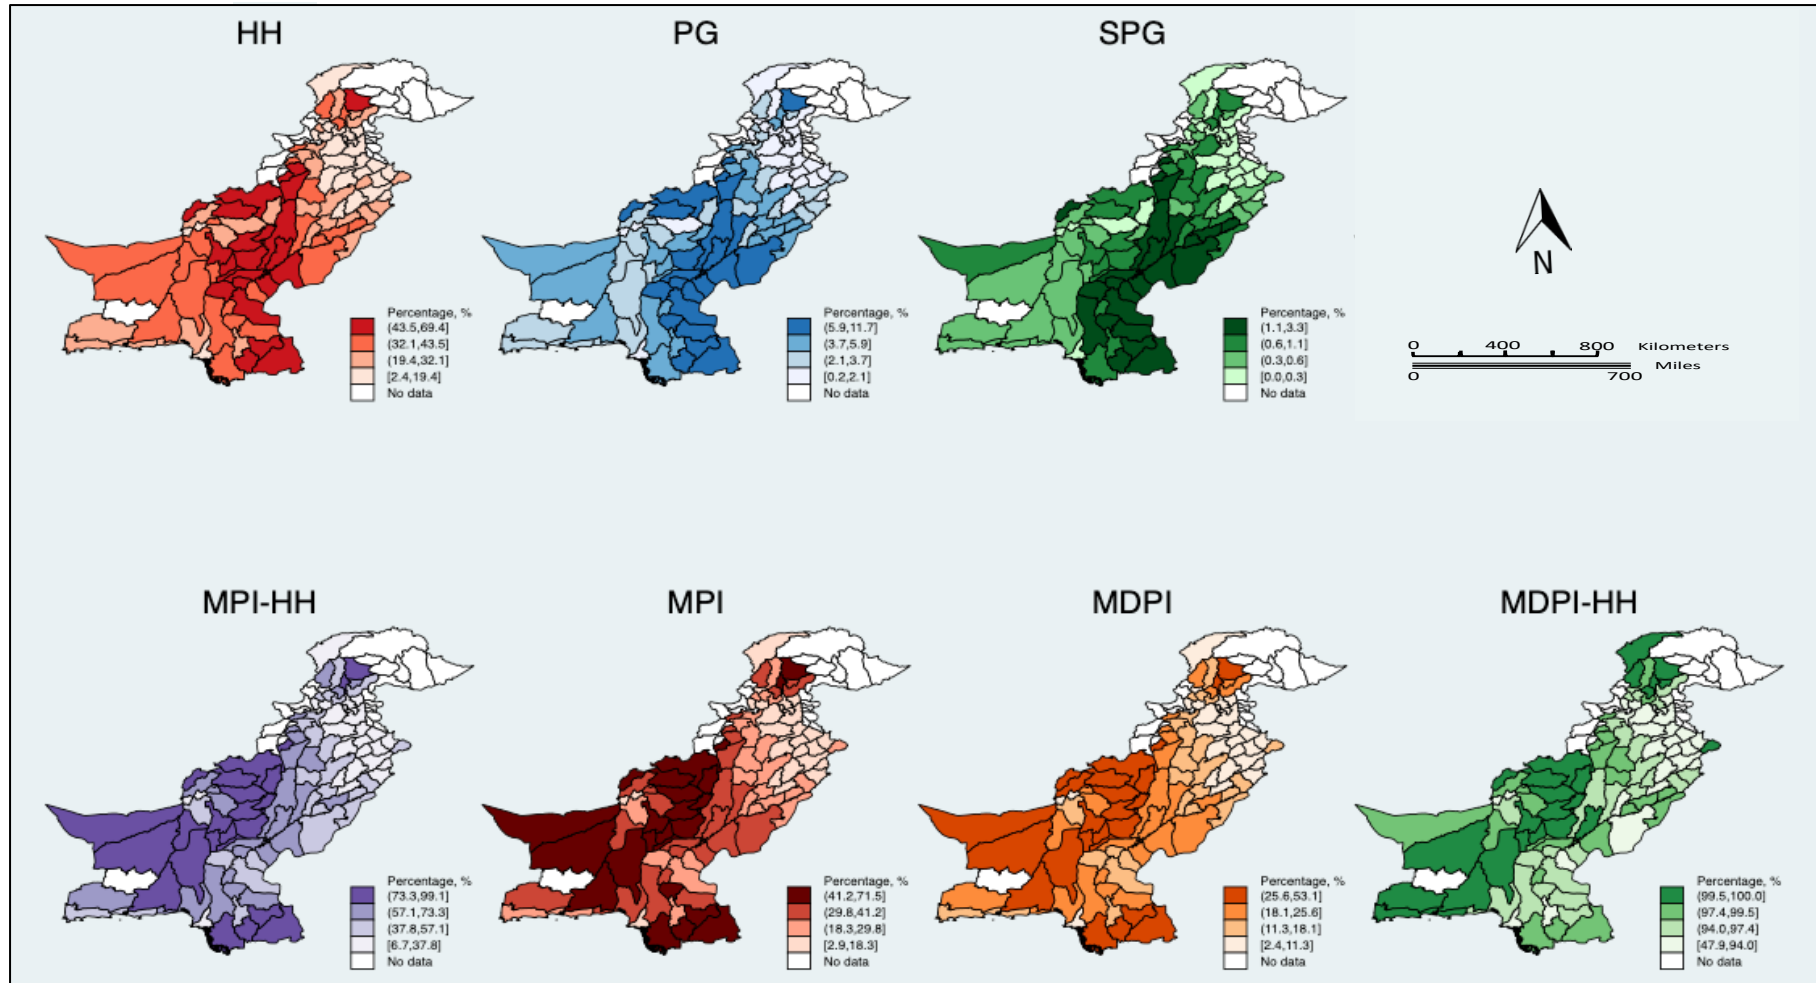 HH
PG
SPG
Percentage, %
(43.5,69.4]
(32.1,43.5]
(19.4,32.1]
[2.4,19.4]
No data
Percentage, %
(5.9,11.7]
(3.7,5.9]
(2.1,3.7]
[0.2,2.1]
No data
Percentage, %
(1.1,3.3]
(0.6,1.1]
(0.3,0.6]
[0.0,0.3]
No data
N
0 400 800 Kilometers
Miles
0 700
MPI-HH
MPI
MDPI
MDPI-HH
Percentage, %
(73.3,99.1]
(57.1,73.3]
(37.8,57.1]
[6.7,37.8]
No data
Percentage, %
(41.2,71.5]
(29.8,41.2]
(18.3,29.8]
[2.9,18.3]
No data
Percentage, %
(25.6,53.1]
(18.1,25.6]
(11.3,18.1]
[2.4,11.3]
No data
Percentage, %
(99.5,100.0]
(97.4,99.5]
(94.0,97.4]
[47.9,94.0]
No data